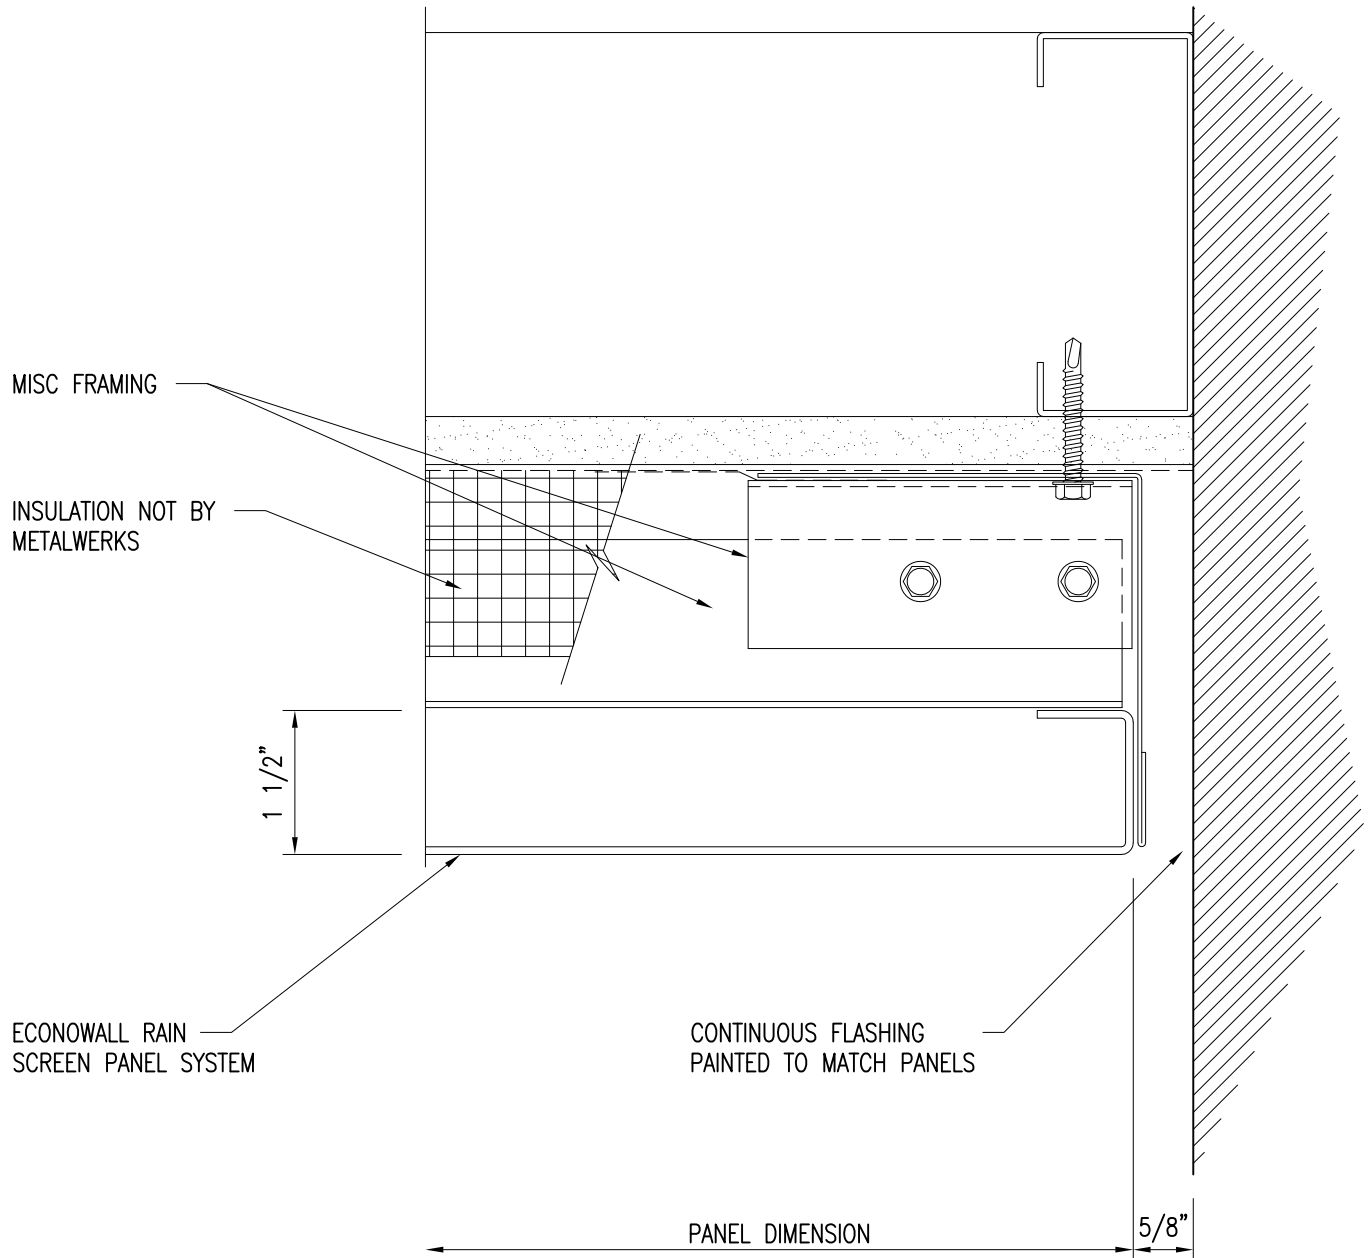 MISC FRAMING
INSULATION NOT BY
METALWERKS
1 1/2"
ECONOWALL RAIN
SCREEN PANEL SYSTEM
CONTINUOUS FLASHING
PAINTED TO MATCH PANELS
PANEL DIMENSION
5/8"